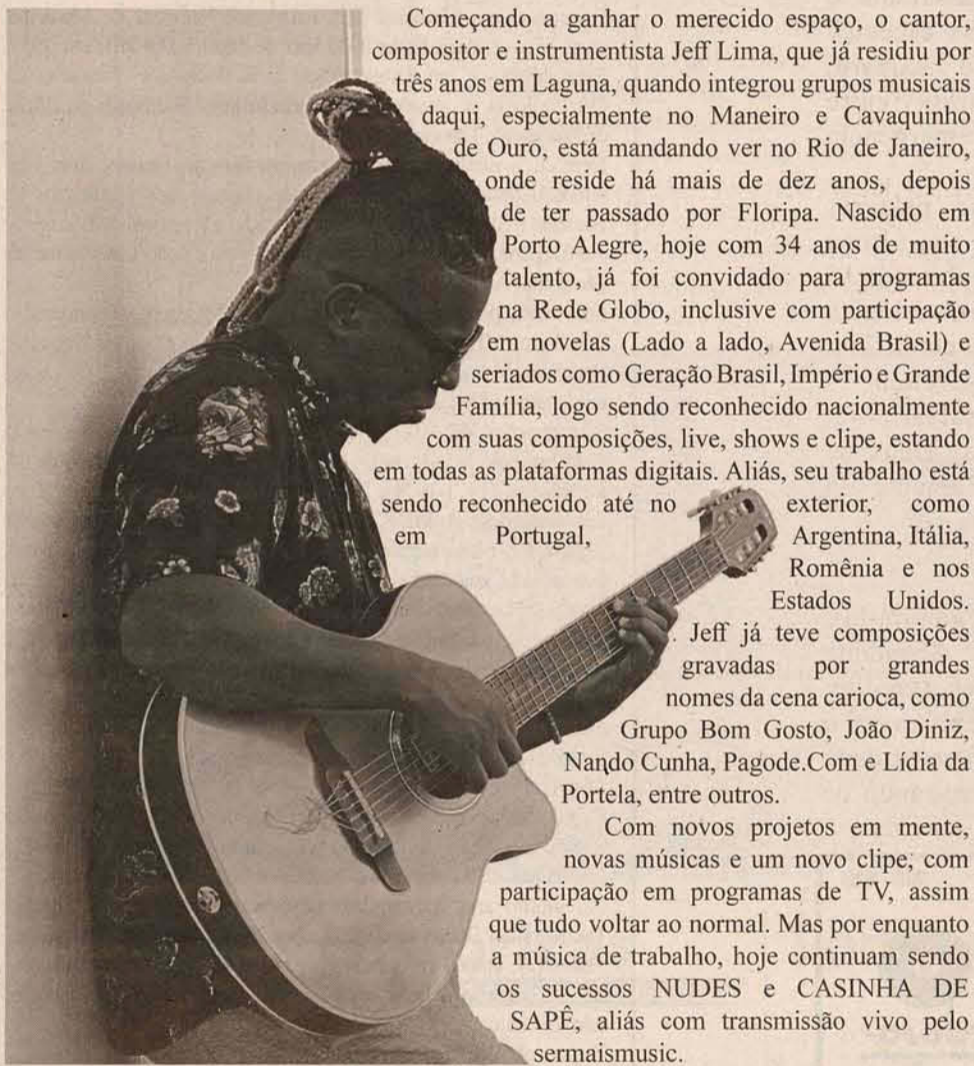 Começando a ganhar o merecido espaço, o cantor,
compositor e instrumentista Jeff Lima, que já residiu por
três anos em Laguna, quando integrou grupos musicais
daqui, especialmente no Maneiro e Cavaquinho
de Ouro, está mandando ver no Rio de Janeiro,
onde reside há mais de dez anos, depois
de ter passado por Floripa. Nascido em
Porto Alegre, hoje com 34 anos de muito
talento, já foi convidado para programas
na Rede Globo, inclusive com participação
em novelas (Lado a lado, Avenida Brasil) e
seriados como Geração Brasil, Império e Grande
Família, logo sendo reconhecido nacionalmente
com suas composições, live, shows e clipe, estando
em todas as plataformas digitais. Aliás, seu trabalho está
sendo reconhecido até no exterior, como
em Portugal, Argentina, Itália,
Romênia e nos
Estados Unidos.
. Jeff já teve composições
gravadas por grandes
nomes da cena carioca, como
Grupo Bom Gosto, João Diniz,
Nando Cunha, Pagode.Com e Lídia da
Portela, entre outros.
Com novos projetos em mente,
novas músicas e um novo clipe, com
participação em programas de TV, assim
que tudo voltar ao normal. Mas por enquanto
a música de trabalho, hoje continuam sendo
os sucessos NUDES e CASINHA DE
SAPÊ, aliás com transmissão vivo pelo
sermaismusic.